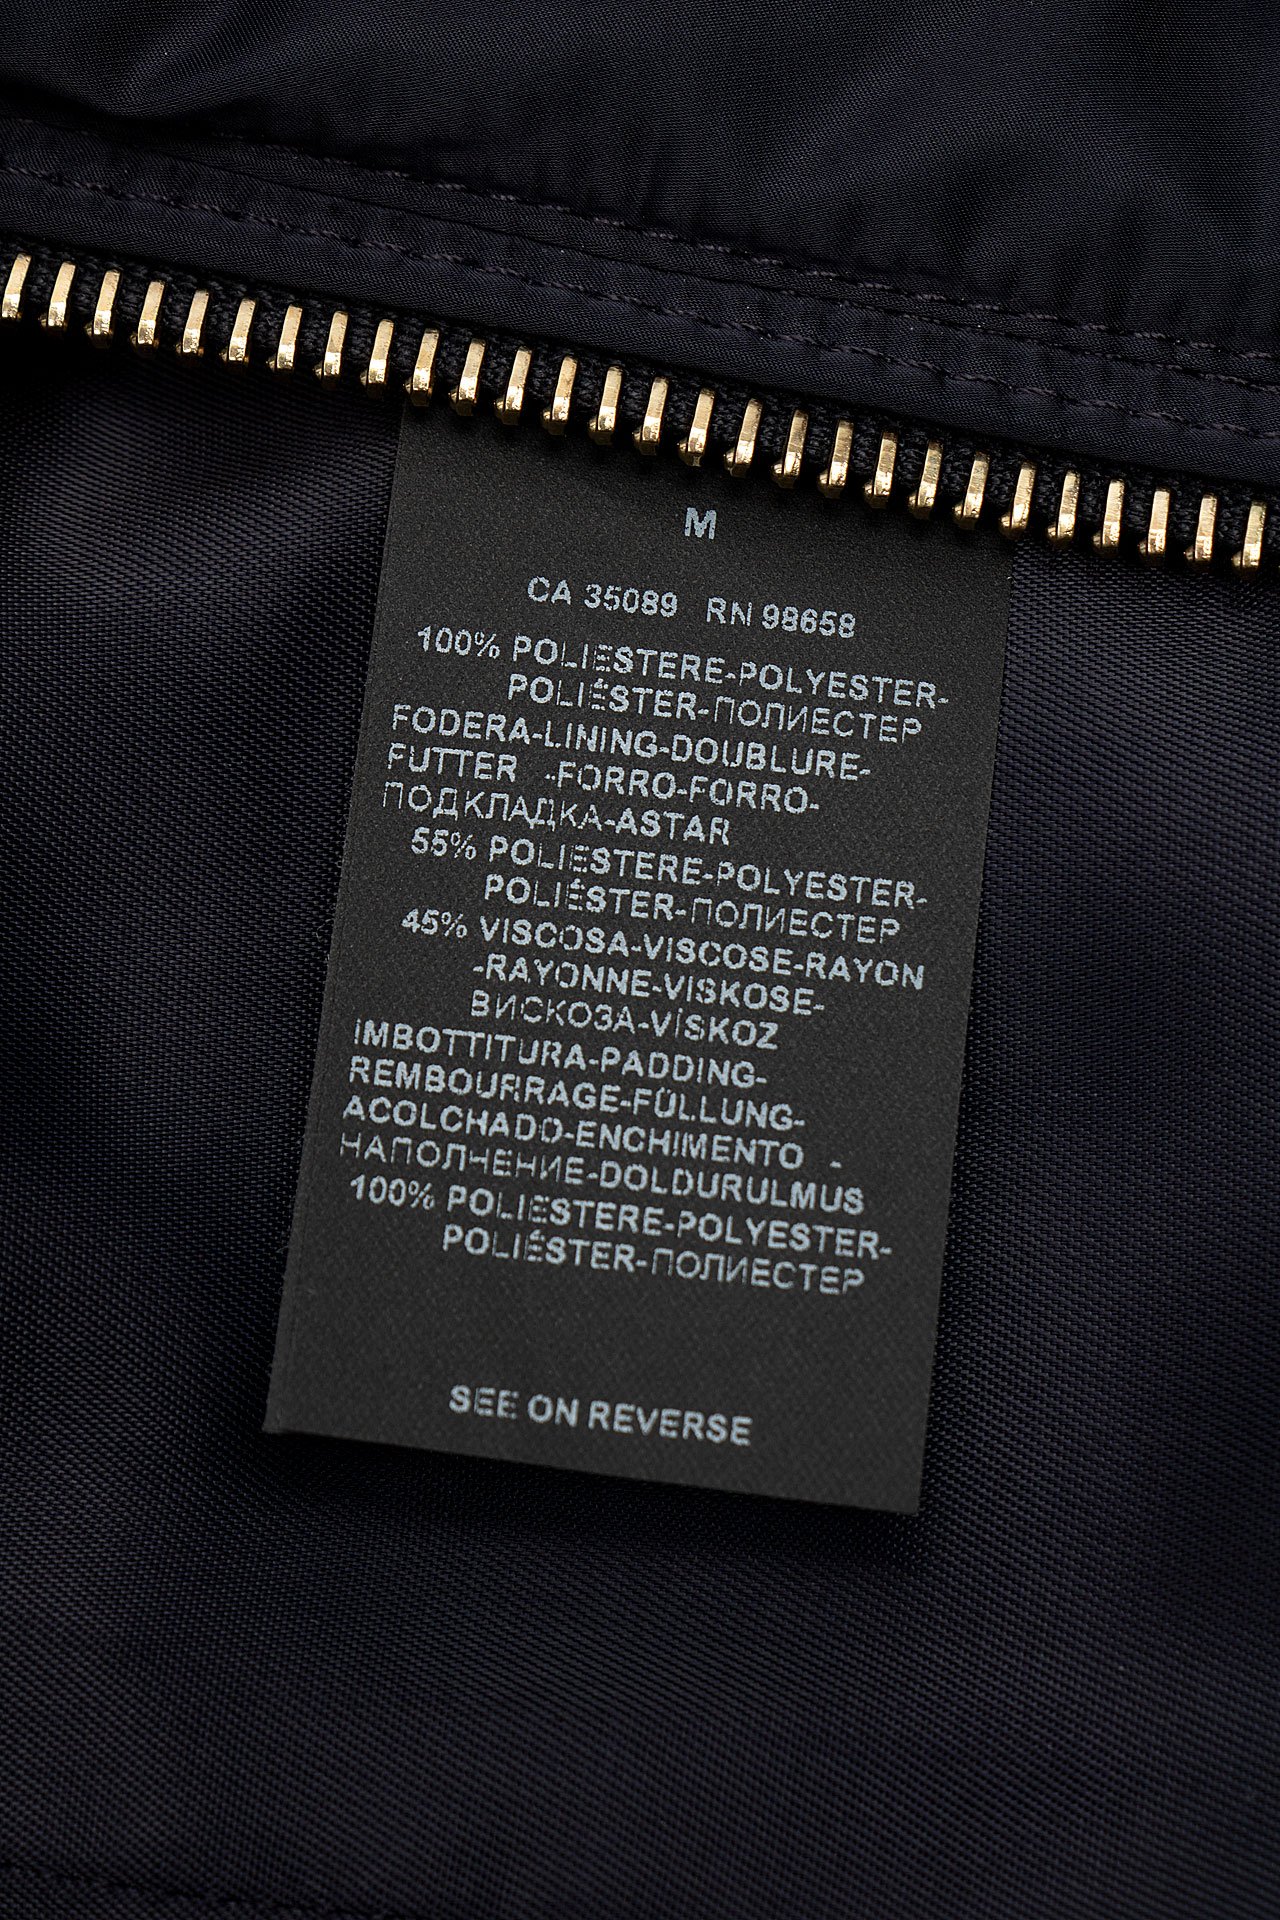 M
CA 35089 RN 98658
100% POLIESTERE-POLYESTER-
POLIÉSTER-ПОЛИЕСТЕР
FODERA-LINING-DOUBLURE-
FUTTER -FORRO-FORRO-
ПОДКЛАДКА-ASTAR
55% POLIESTERE-POLYESTER-
POLIÉSTER-ПОЛИЕСТЕР
45% VISCOSA-VISCOSE-RAYON
-RAYONNE-VISKOSE-
ВИСКОЗА-VİSKOZ
IMBOTTITURA-PADDING-
REMBOURRAGE-FÜLLUNG-
ACOLCHADO-ENCHIMENTO -
НАПОЛНЕНИЕ-DOLDURULMUS
100% POLIESTERE-POLYESTER-
POLIÉSTER-ПОЛИЕСТЕР
SEE ON REVERSE